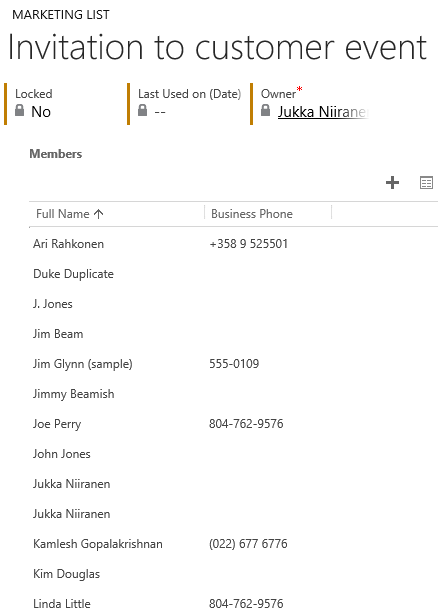 MARKETING LIST
Invitation to customer event
Locked
No
Last Used on (Date)
--
Owner*
Jukka Niirane
Members
Full Name Business Phone
Ari Rahkonen +358 9 525501
Duke Duplicate
J. Jones
Jim Beam
Jim Glynn (sample) 555-0109
Jimmy Beamish
Joe Perry 804-762-9576
John Jones
Jukka Niiranen
Jukka Niiranen
Kamlesh Gopalakrishnan (022) 677 6776
Kim Douglas
Linda Little 804-762-9576